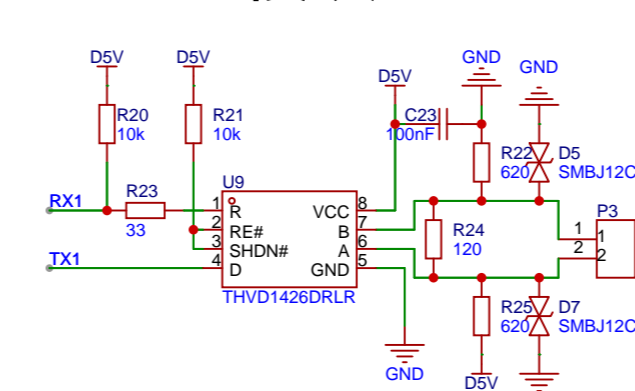 D5V
D5V
D5V
GND
GND
R20
10k
R21
10k
C23
100nF
R22
620
D5
SMBJ12C
RX1
R23
33
U9
1
R
2
RE#
3
SHDN#
4
D
VCC
8
B
7
A
6
GND
5
THVD1426DRLR
TX1
R24
120
P3
1
1
2
2
R25
620
D7
SMBJ12C
GND
D5V